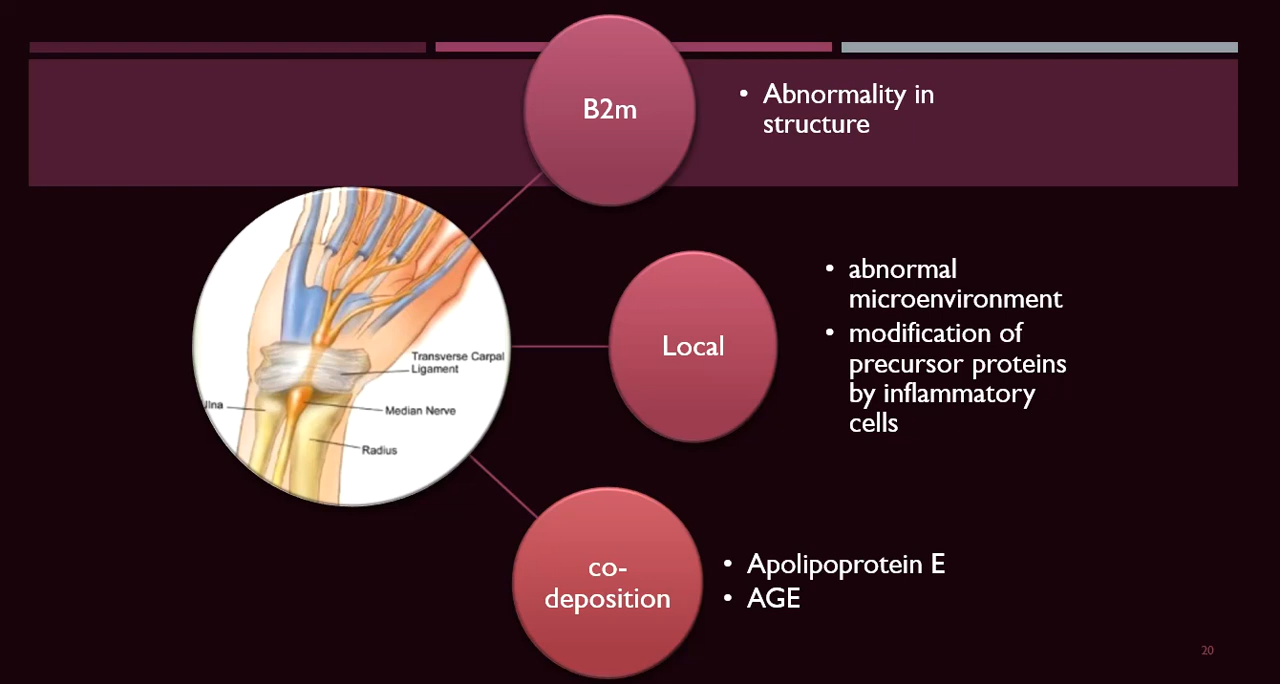 B2m
• Abnormality in
structure
Transverse Carpal
Ligament
Ulna
Median Nerve
Radius
Local
• abnormal
microenvironment
• modification of
precursor proteins
by inflammatory
cells
co-
deposition
• Apolipoprotein E
• AGE
20